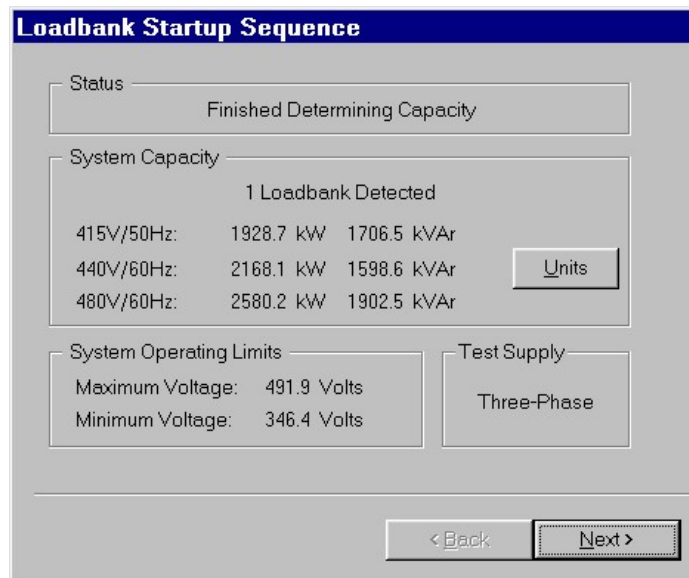 Loadbank Startup Sequence
Status
Finished Determining Capacity
System Capacity
1 Loadbank Detected
415V/50Hz: 1928.7 kW 1706.5 kVAr
440V/60Hz: 2168.1 kW 1598.6 kVAr
480V/60Hz: 2580.2 kW 1902.5 kVAr
Units
System Operating Limits
Maximum Voltage: 491.9 Volts
Minimum Voltage: 346.4 Volts
Test Supply
Three-Phase
< Back
Next >